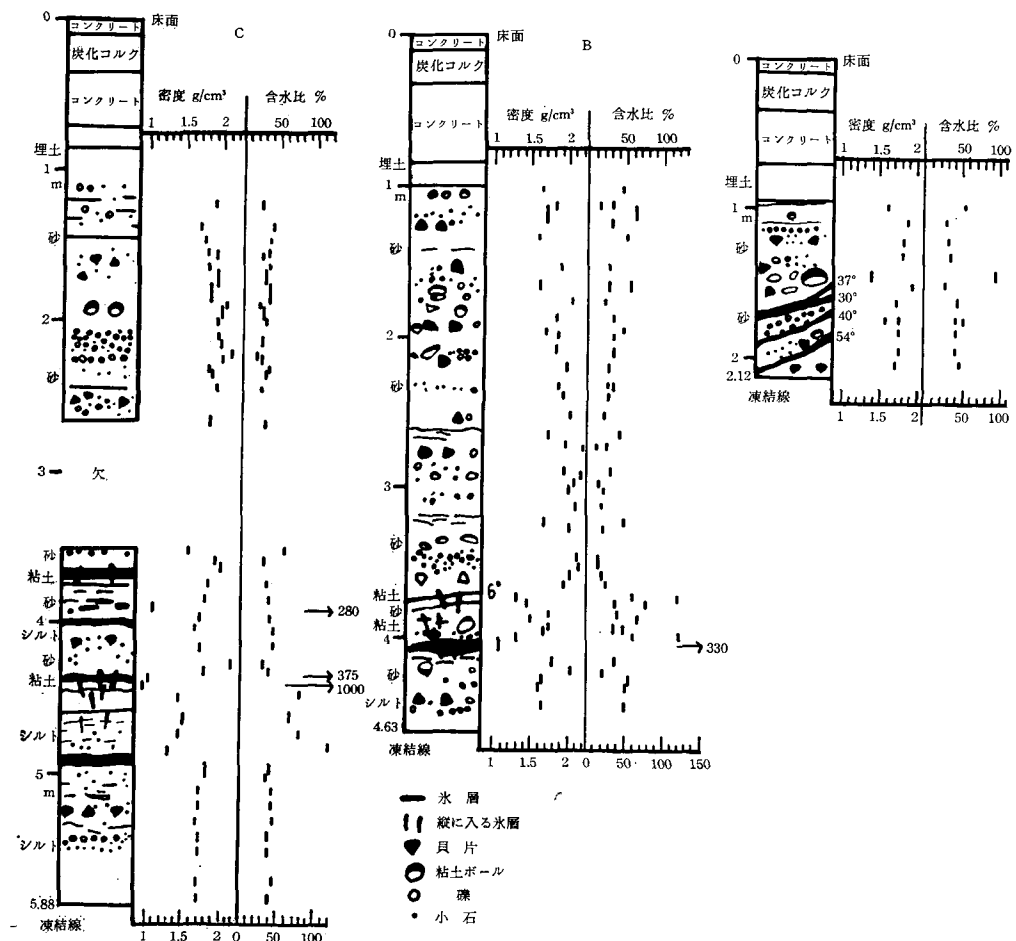 C
0
床面
コンクリート
炭化コルク
コンクリート
密度 g/cm³
含水比 %
1.5
2
50
100
埋土
1
m
砂
2
砂
3
欠
砂
粘土
砂
280
4
シルト
砂
375
粘土
1000
シルト
5
m
シルト
5.88
凍結線
1
1.5
2
0
50
100
B
0
床面
コンクリート
炭化コルク
コンクリート
密度 g/cm³
含水比 %
1
1.5
2
50
100
埋土
1
m
砂
2
砂
3
砂
粘土
6°
砂
粘土
4
330
砂
シルト
4.63
凍結線
1
1.5
2
0
50
100
150
0
床面
コンクリート
炭化コルク
コンクリート
密度 g/cm³
含水比 %
1
1.5
2
50
100
埋土
1
m
砂
37°
30°
砂
40°
54°
2
2.12
凍結線
1
1.5
2
0
50
100
氷 層
縦に入る氷層
貝 片
粘土ボール
礫
小 石